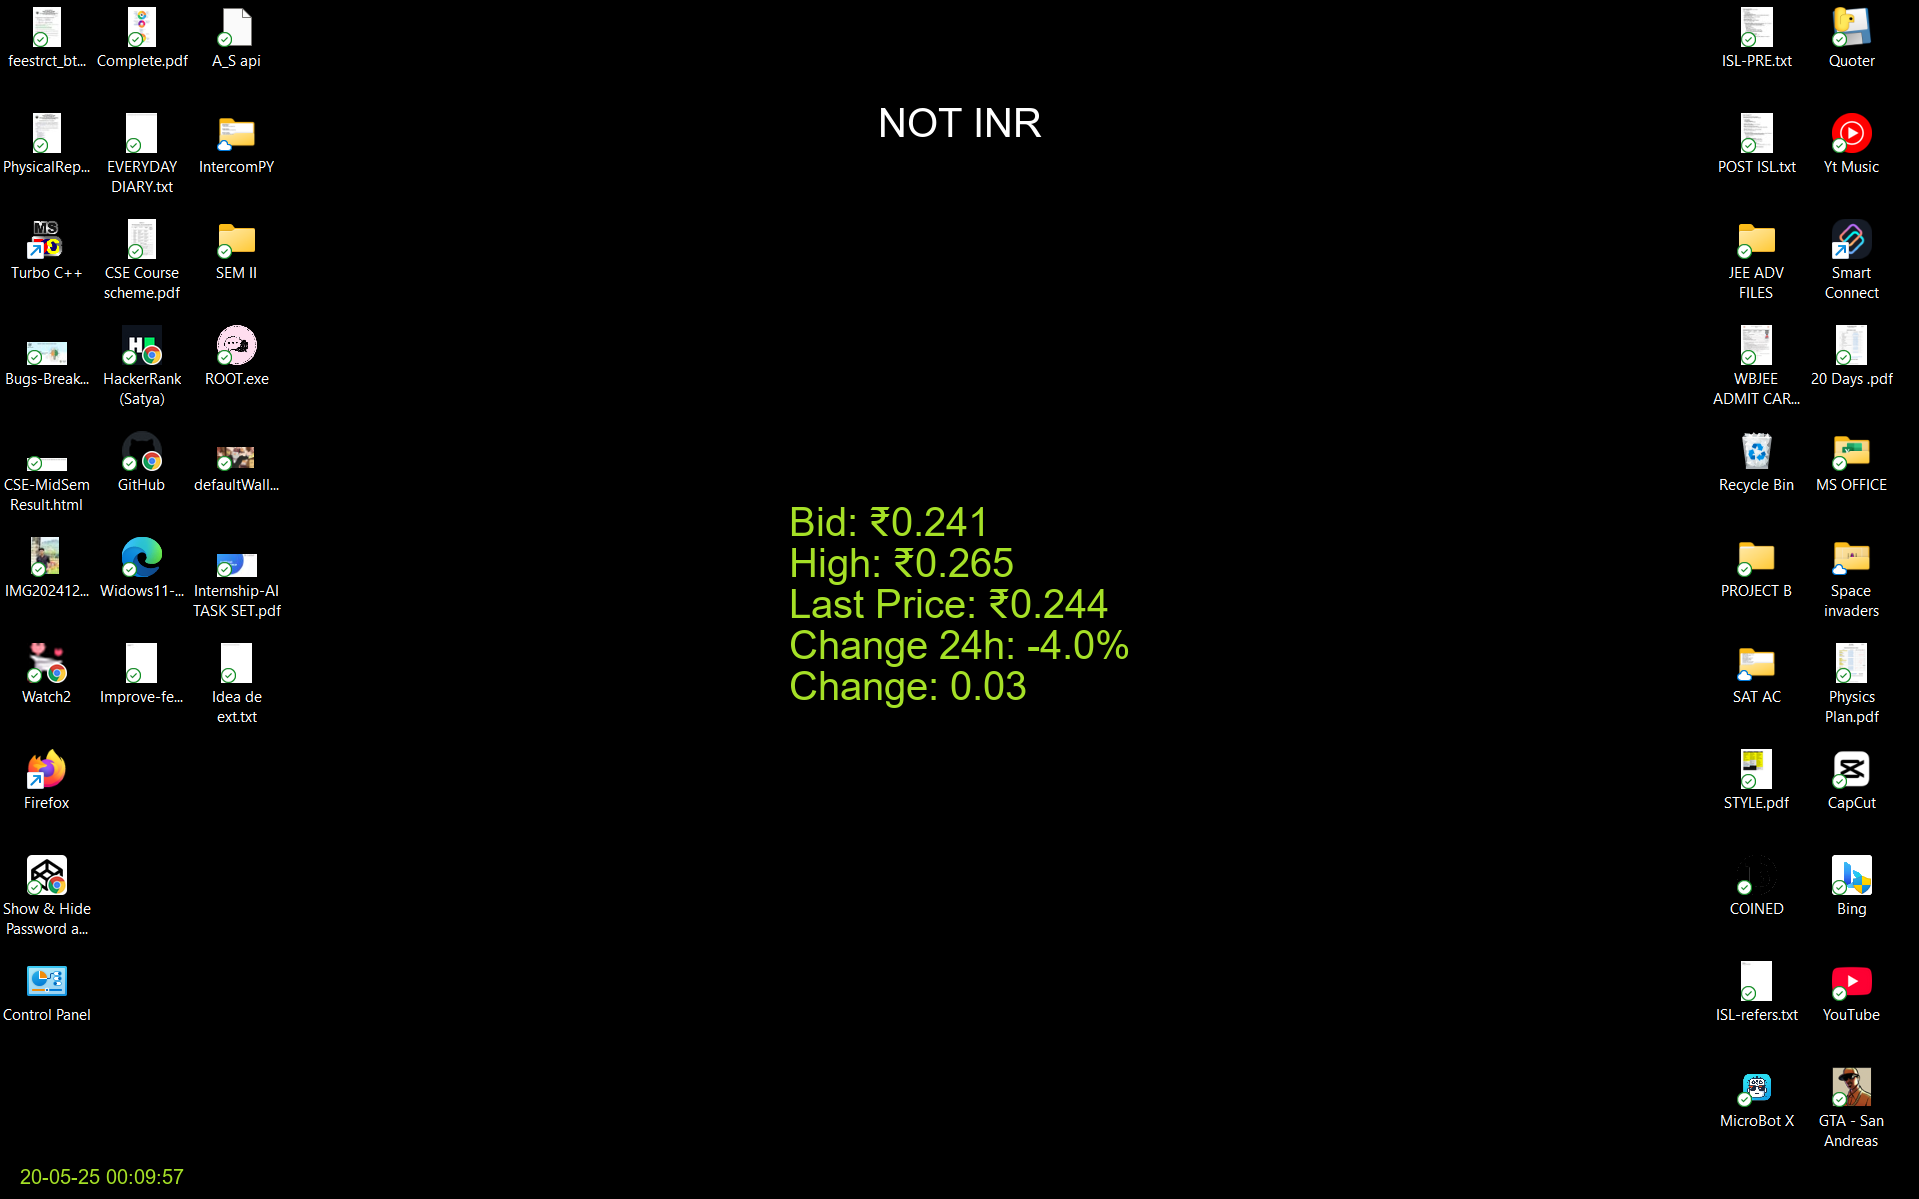 feestrct_bt...
Complete.pdf
A_S api
PhysicalRep...
EVERYDAY
DIARY.txt
IntercomPY
Turbo C++
CSE Course
scheme.pdf
SEM II
Bugs-Break...
HackerRank
(Satya)
ROOT.exe
CSE-MidSem
Result.html
GitHub
defaultWall...
IMG202412...
Widows11-...
Internship-AI
TASK SET.pdf
Watch2
Improve-fe...
Idea de
ext.txt
Firefox
Show & Hide
Password a...
Control Panel
20-05-25 00:09:57
NOT INR
Bid: ₹0.241
High: ₹0.265
Last Price: ₹0.244
Change 24h: -4.0%
Change: 0.03
ISL-PRE.txt
Quoter
POST ISL.txt
Yt Music
JEE ADV
FILES
Smart
Connect
WBJEE
ADMIT CAR...
20 Days .pdf
Recycle Bin
MS OFFICE
PROJECT B
Space
invaders
SAT AC
Physics
Plan.pdf
STYLE.pdf
CapCut
COINED
Bing
ISL-refers.txt
YouTube
MicroBot X
GTA - San
Andreas